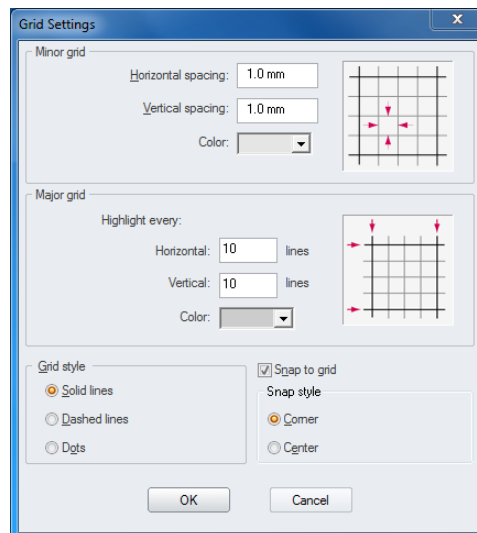 Grid Settings
X
Minor grid
Horizontal spacing: 1.0 mm
Vertical spacing: 1.0 mm
Color:
Major grid
Highlight every:
Horizontal: 10 lines
Vertical: 10 lines
Color:
Grid style
Solid lines
Dashed lines
Dots
Snap to grid
Snap style
Corner
Center
OK
Cancel